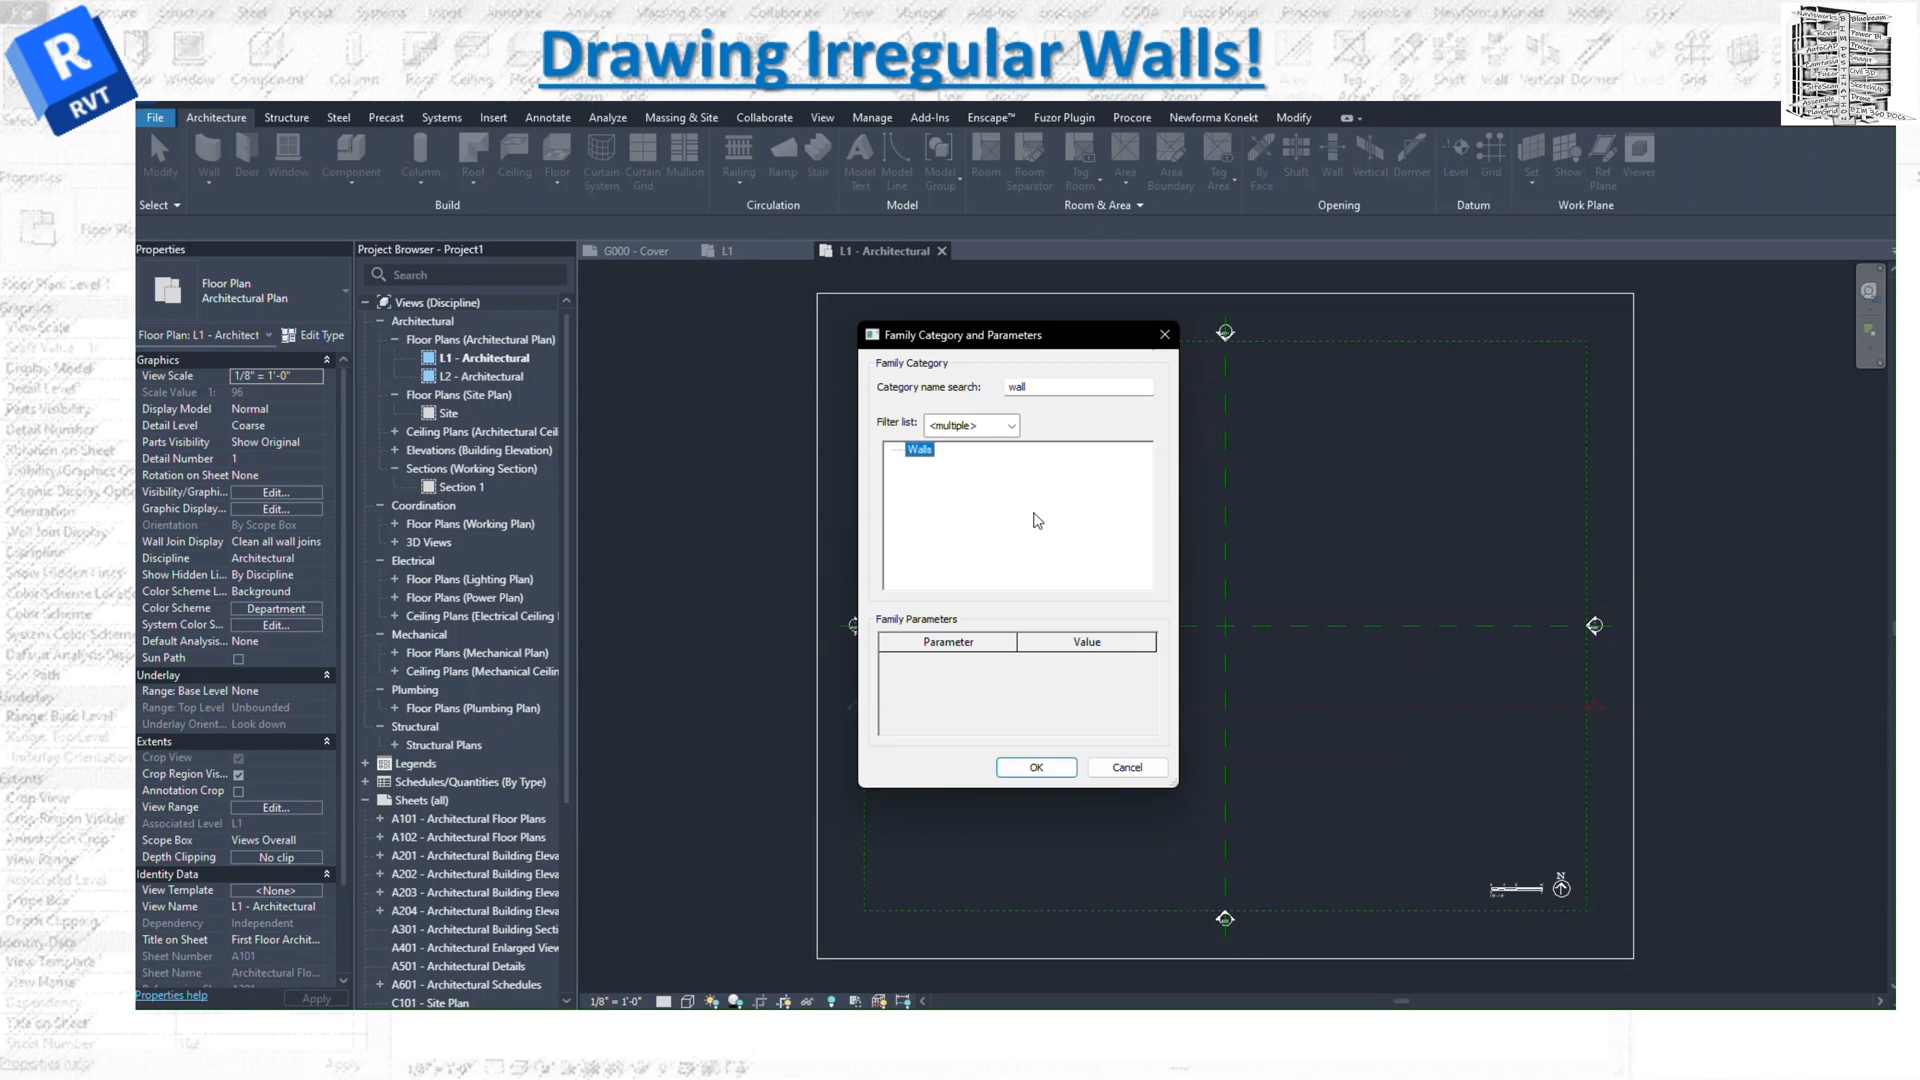 Drawing Irregular Walls!
R
RVT
File Architecture Structure Steel Precast Systems Insert Annotate Analyze Massing & Site Collaborate View Manage Add-Ins Enscape™ Fuzor Plugin Procore Newforma Konekt Modify
Modify Wall Door Window Component Column Roof Ceiling Floor Curtain System Curtain Grid Mullion Railing Ramp Stair Model Text Model Line Model Group Room Room Separator Tag Room Area Area Boundary Tag Area By Face Shaft Wall Vertical Dormer Level Grid Set Show Ref Plane Viewer
Select Build Circulation Model Room & Area Opening Datum Work Plane
Properties
Floor Plan
Architectural Plan
Floor Plan: L1 - Architect Edit Type
Graphics
View Scale 1/8" = 1'-0"
Scale Value 1: 96
Display Model Normal
Detail Level Coarse
Parts Visibility Show Original
Detail Number 1
Rotation on Sheet None
Visibility/Graphi... Edit...
Graphic Display... Edit...
Orientation By Scope Box
Wall Join Display Clean all wall joins
Discipline Architectural
Show Hidden Li... By Discipline
Color Scheme L... Background
Color Scheme Department
System Color S... Edit...
Default Analysis... None
Sun Path
Underlay
Range: Base Level None
Range: Top Level Unbounded
Underlay Orient... Look down
Extents
Crop View
Crop Region Vis...
Annotation Crop
View Range Edit...
Associated Level L1
Scope Box Views Overall
Depth Clipping No clip
Identity Data
View Template <None>
View Name L1 - Architectural
Dependency Independent
Title on Sheet First Floor Archit...
Sheet Number A101
Sheet Name Architectural Flo...
Properties help Apply
Project Browser - Project1
Search
Views (Discipline)
Architectural
Floor Plans (Architectural Plan)
L1 - Architectural
L2 - Architectural
Floor Plans (Site Plan)
Site
Ceiling Plans (Architectural Ceil
Elevations (Building Elevation)
Sections (Working Section)
Section 1
Coordination
Floor Plans (Working Plan)
3D Views
Electrical
Floor Plans (Lighting Plan)
Floor Plans (Power Plan)
Ceiling Plans (Electrical Ceiling
Mechanical
Floor Plans (Mechanical Plan)
Ceiling Plans (Mechanical Ceilin
Plumbing
Floor Plans (Plumbing Plan)
Structural
Structural Plans
Legends
Schedules/Quantities (By Type)
Sheets (all)
A101 - Architectural Floor Plans
A102 - Architectural Floor Plans
A201 - Architectural Building Eleva
A202 - Architectural Building Eleva
A203 - Architectural Building Eleva
A204 - Architectural Building Eleva
A301 - Architectural Building Secti
A401 - Architectural Enlarged View
A501 - Architectural Details
A601 - Architectural Schedules
C101 - Site Plan
G000 - Cover L1 L1 - Architectural
Family Category and Parameters
Family Category
Category name search: wall
Filter list: <multiple>
Walls
Family Parameters
Parameter Value
OK Cancel
N
1/8" = 1'-0"